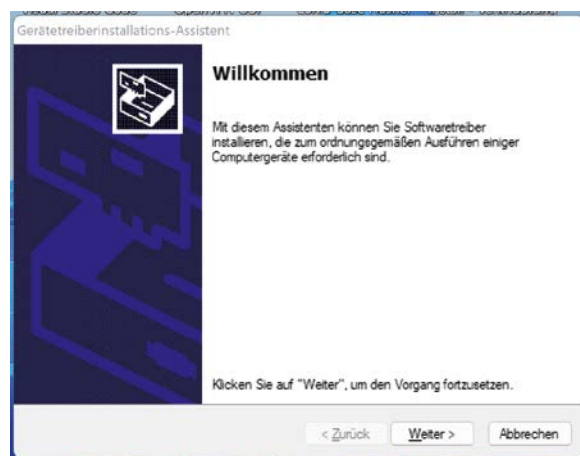 Gerätetreiberinstallations-Assistent
Willkommen
Mit diesem Assistenten können Sie Softwaretreiber
installieren, die zum ordnungsgemäßen Ausführen einiger
Computergeräte erforderlich sind.
Klicken Sie auf "Weiter", um den Vorgang fortzusetzen.
< Zurück
Weiter >
Abbrechen